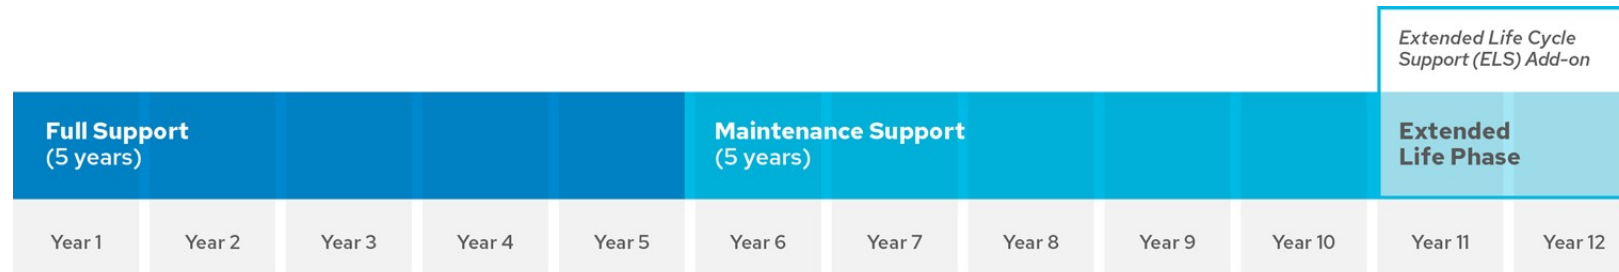 Extended Life Cycle
Support (ELS) Add-on
Full Support
(5 years)
Maintenance Support
(5 years)
Extended
Life Phase
Year 1
Year 2
Year 3
Year 4
Year 5
Year 6
Year 7
Year 8
Year 9
Year 10
Year 11
Year 12